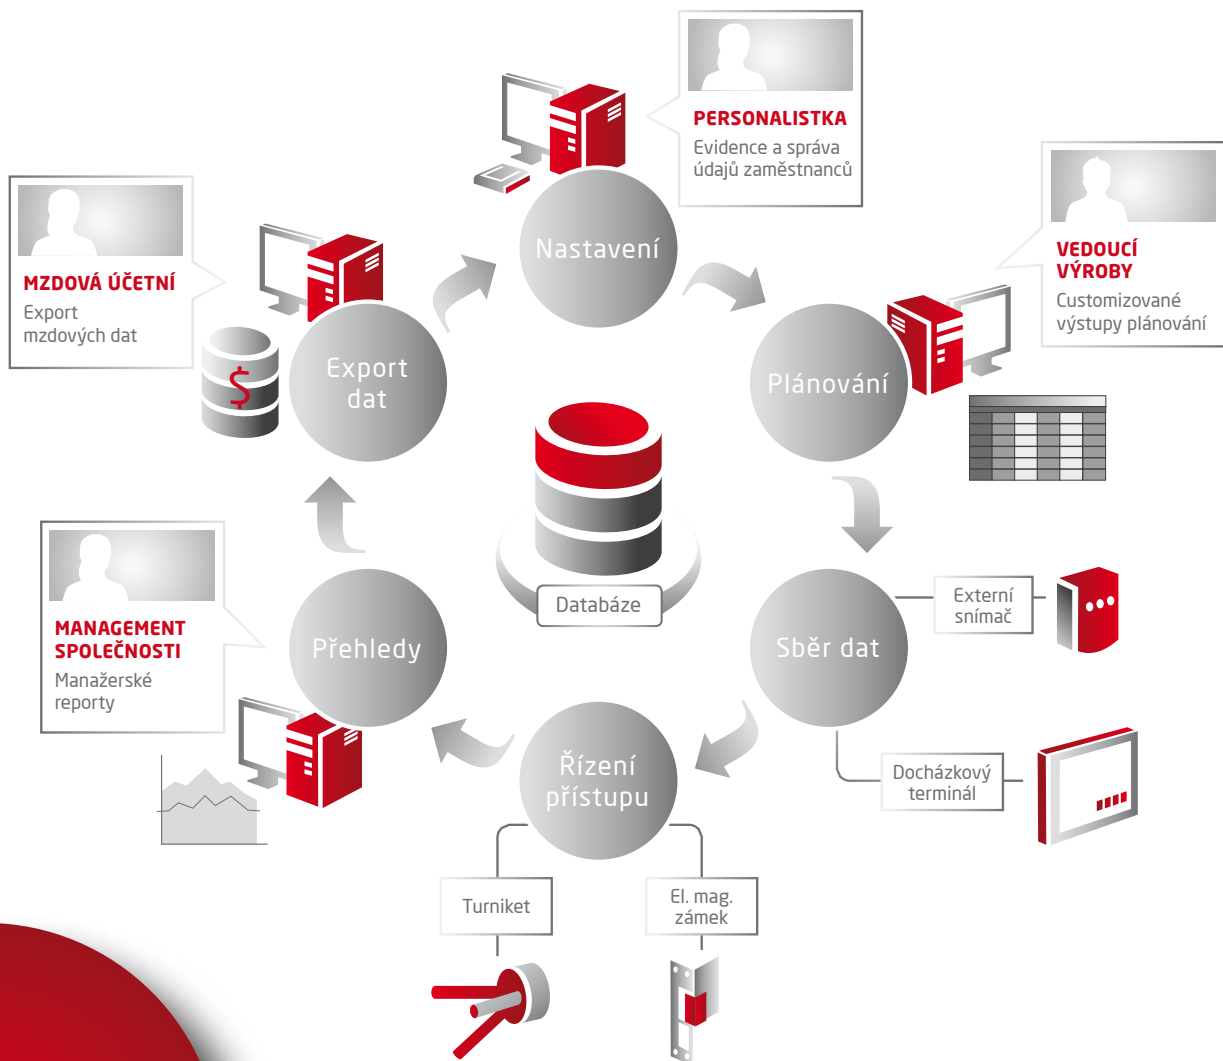 PERSONALISTKA
Evidence a správa
údajů zaměstnanců
Nastavení
VEDOUCÍ
VÝROBY
Customizované
výstupy plánování
Plánování
MZDOVÁ ÚČETNÍ
Export
mzdových dat
$
Export
dat
Databáze
Externí
snímač
Sběr dat
Docházkový
terminál
MANAGEMENT
SPOLEČNOSTI
Manažerské
reporty
Přehledy
Řízení
přístupu
Turniket
El. mag.
zámek